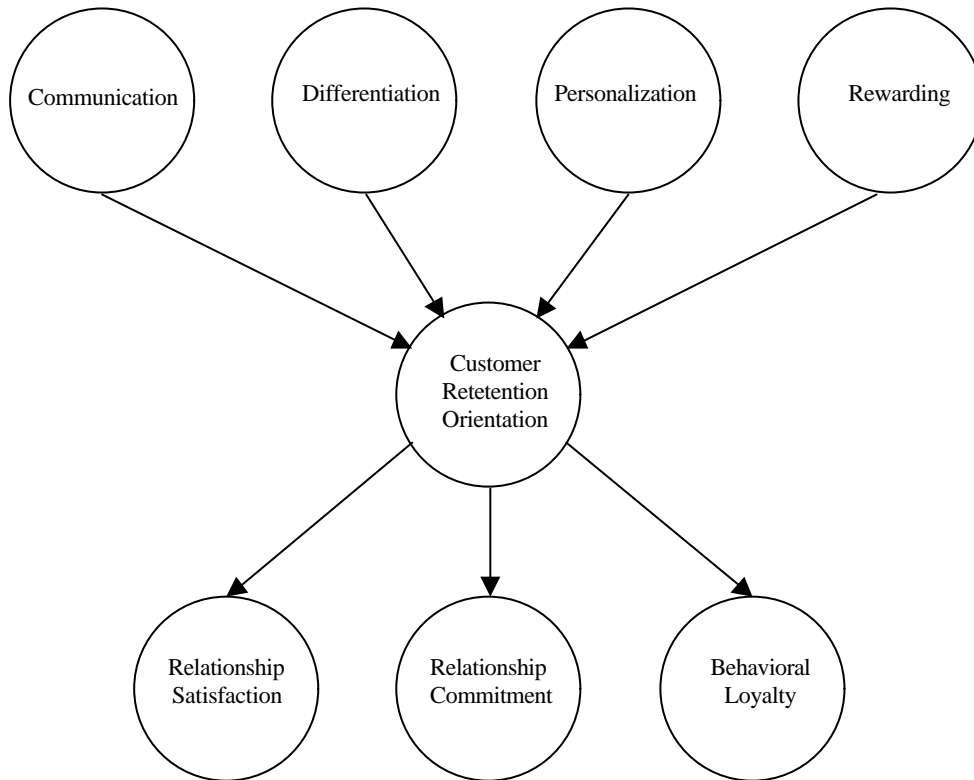 Communication
Differentiation
Personalization
Rewarding
Customer
Retetention
Orientation
Relationship
Satisfaction
Relationship
Commitment
Behavioral
Loyalty